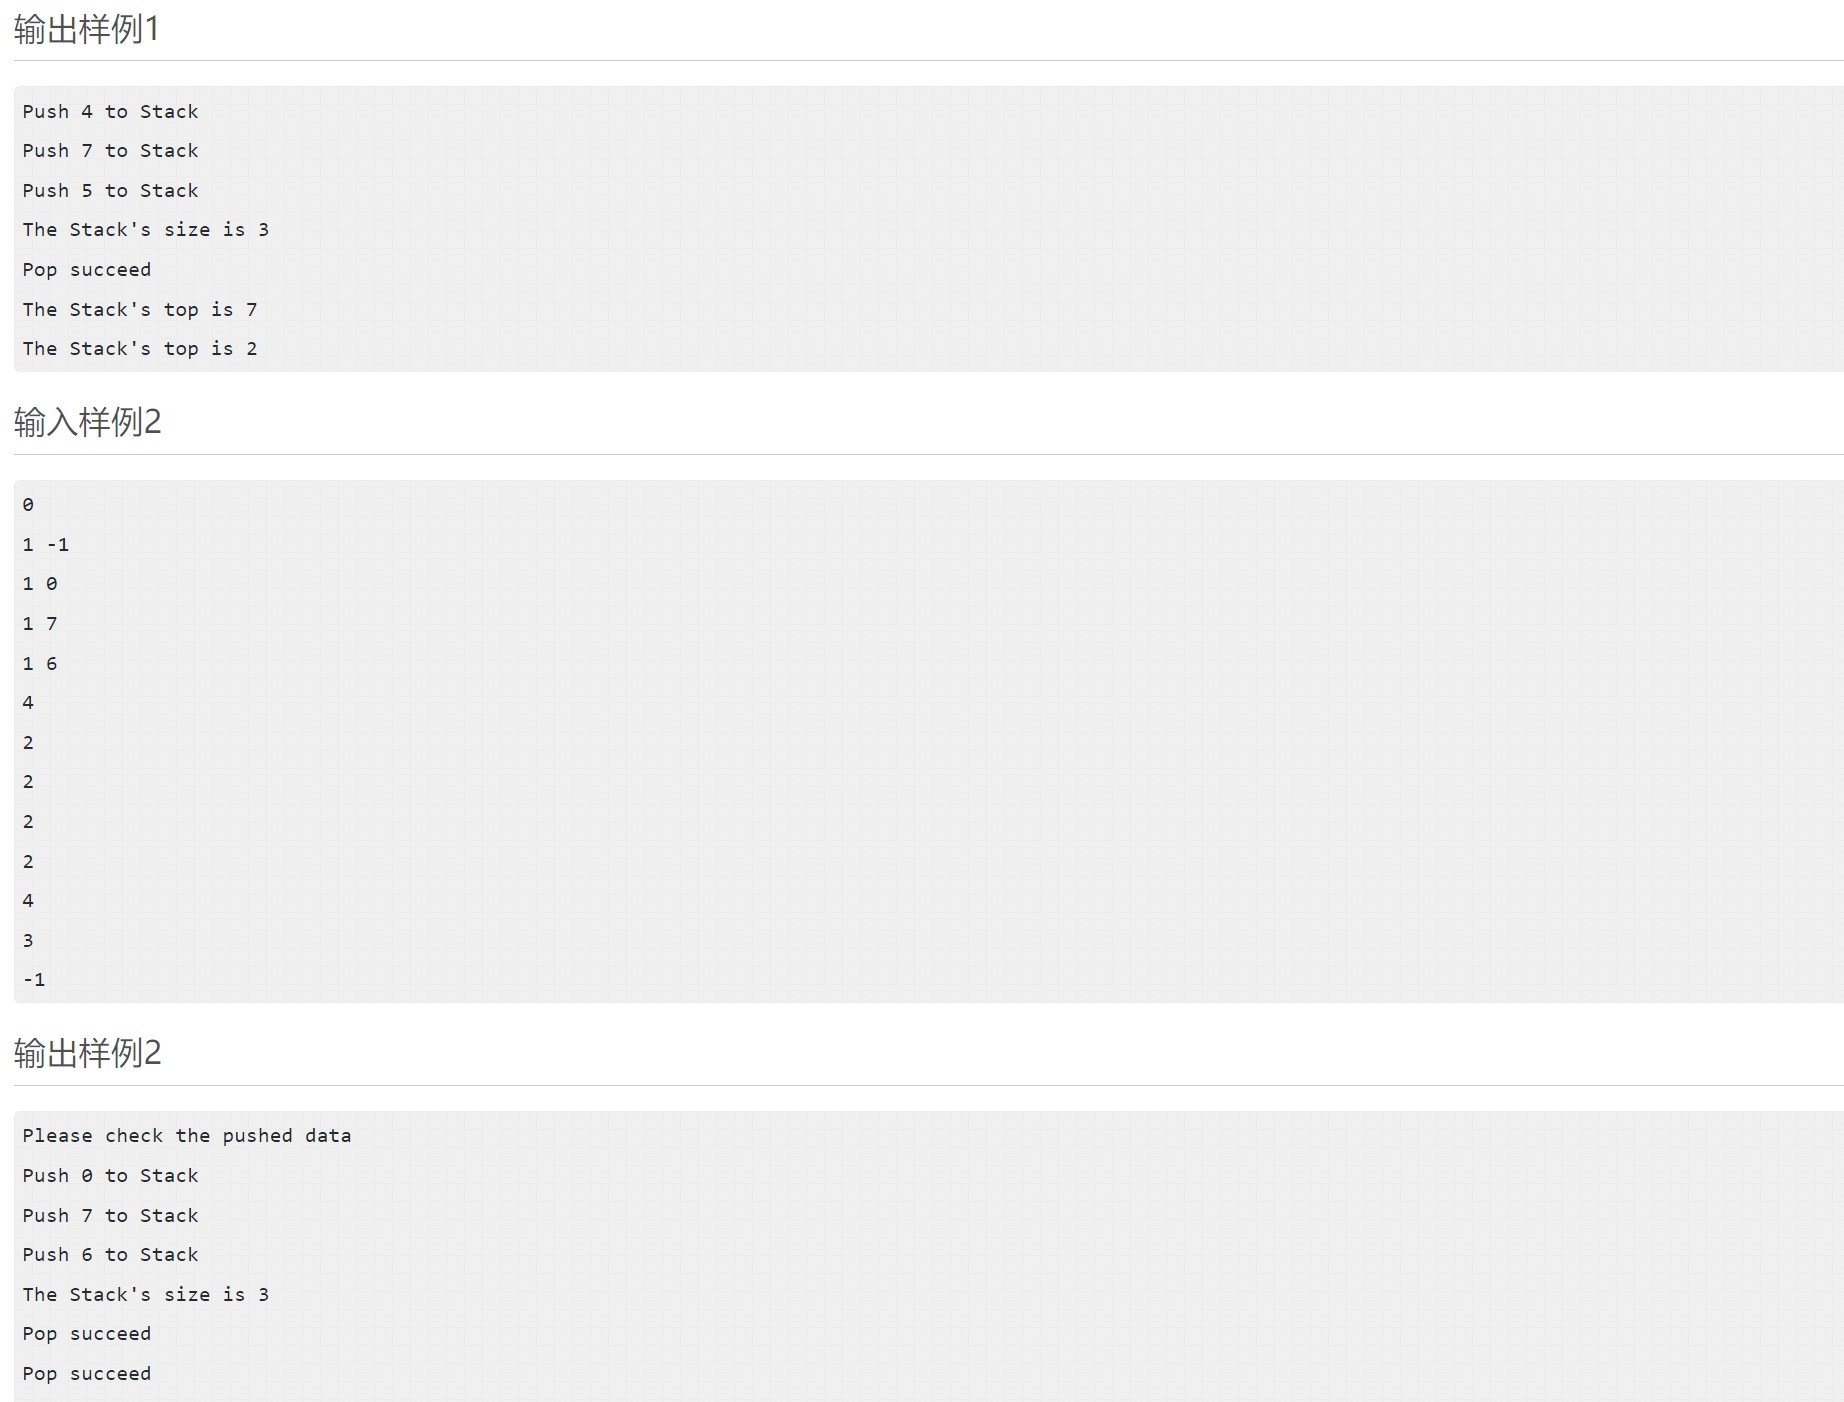 输出样例1
Push 4 to Stack
Push 7 to Stack
Push 5 to Stack
The Stack's size is 3
Pop succeed
The Stack's top is 7
The Stack's top is 2
输入样例2
0
1 -1
1 0
1 7
1 6
4
2
2
2
2
4
3
-1
输出样例2
Please check the pushed data
Push 0 to Stack
Push 7 to Stack
Push 6 to Stack
The Stack's size is 3
Pop succeed
Pop succeed